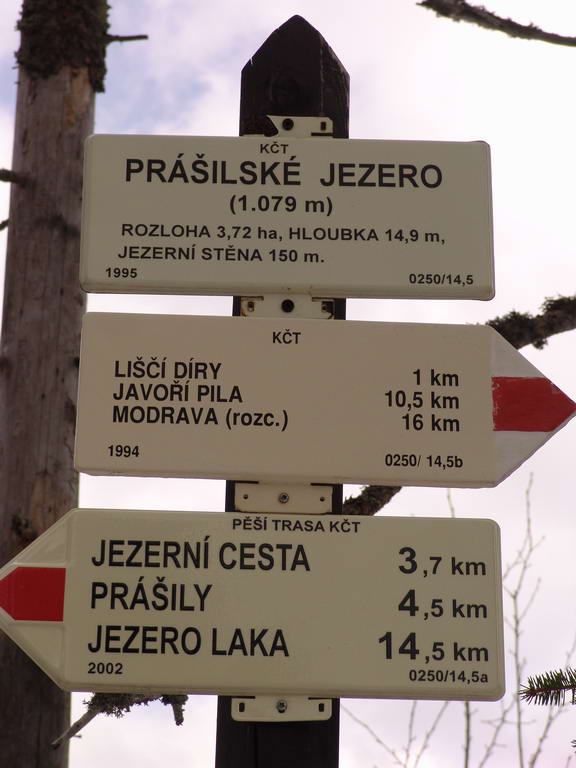 KČT
PRÁŠILSKÉ JEZERO
(1.079 m)
ROZLOHA 3,72 ha, HLOUBKA 14,9 m,
JEZERNÍ STĚNA 150 m.
1995 0250/14,5
KČT
LIŠČÍ DÍRY 1 km
JAVOŘÍ PILA 10,5 km
MODRAVA (rozc.) 16 km
1994 0250/ 14,5b
PĚŠÍ TRASA KČT
JEZERNÍ CESTA 3,7 km
PRÁŠILY 4,5 km
JEZERO LAKA 14,5 km
2002 0250/14,5a